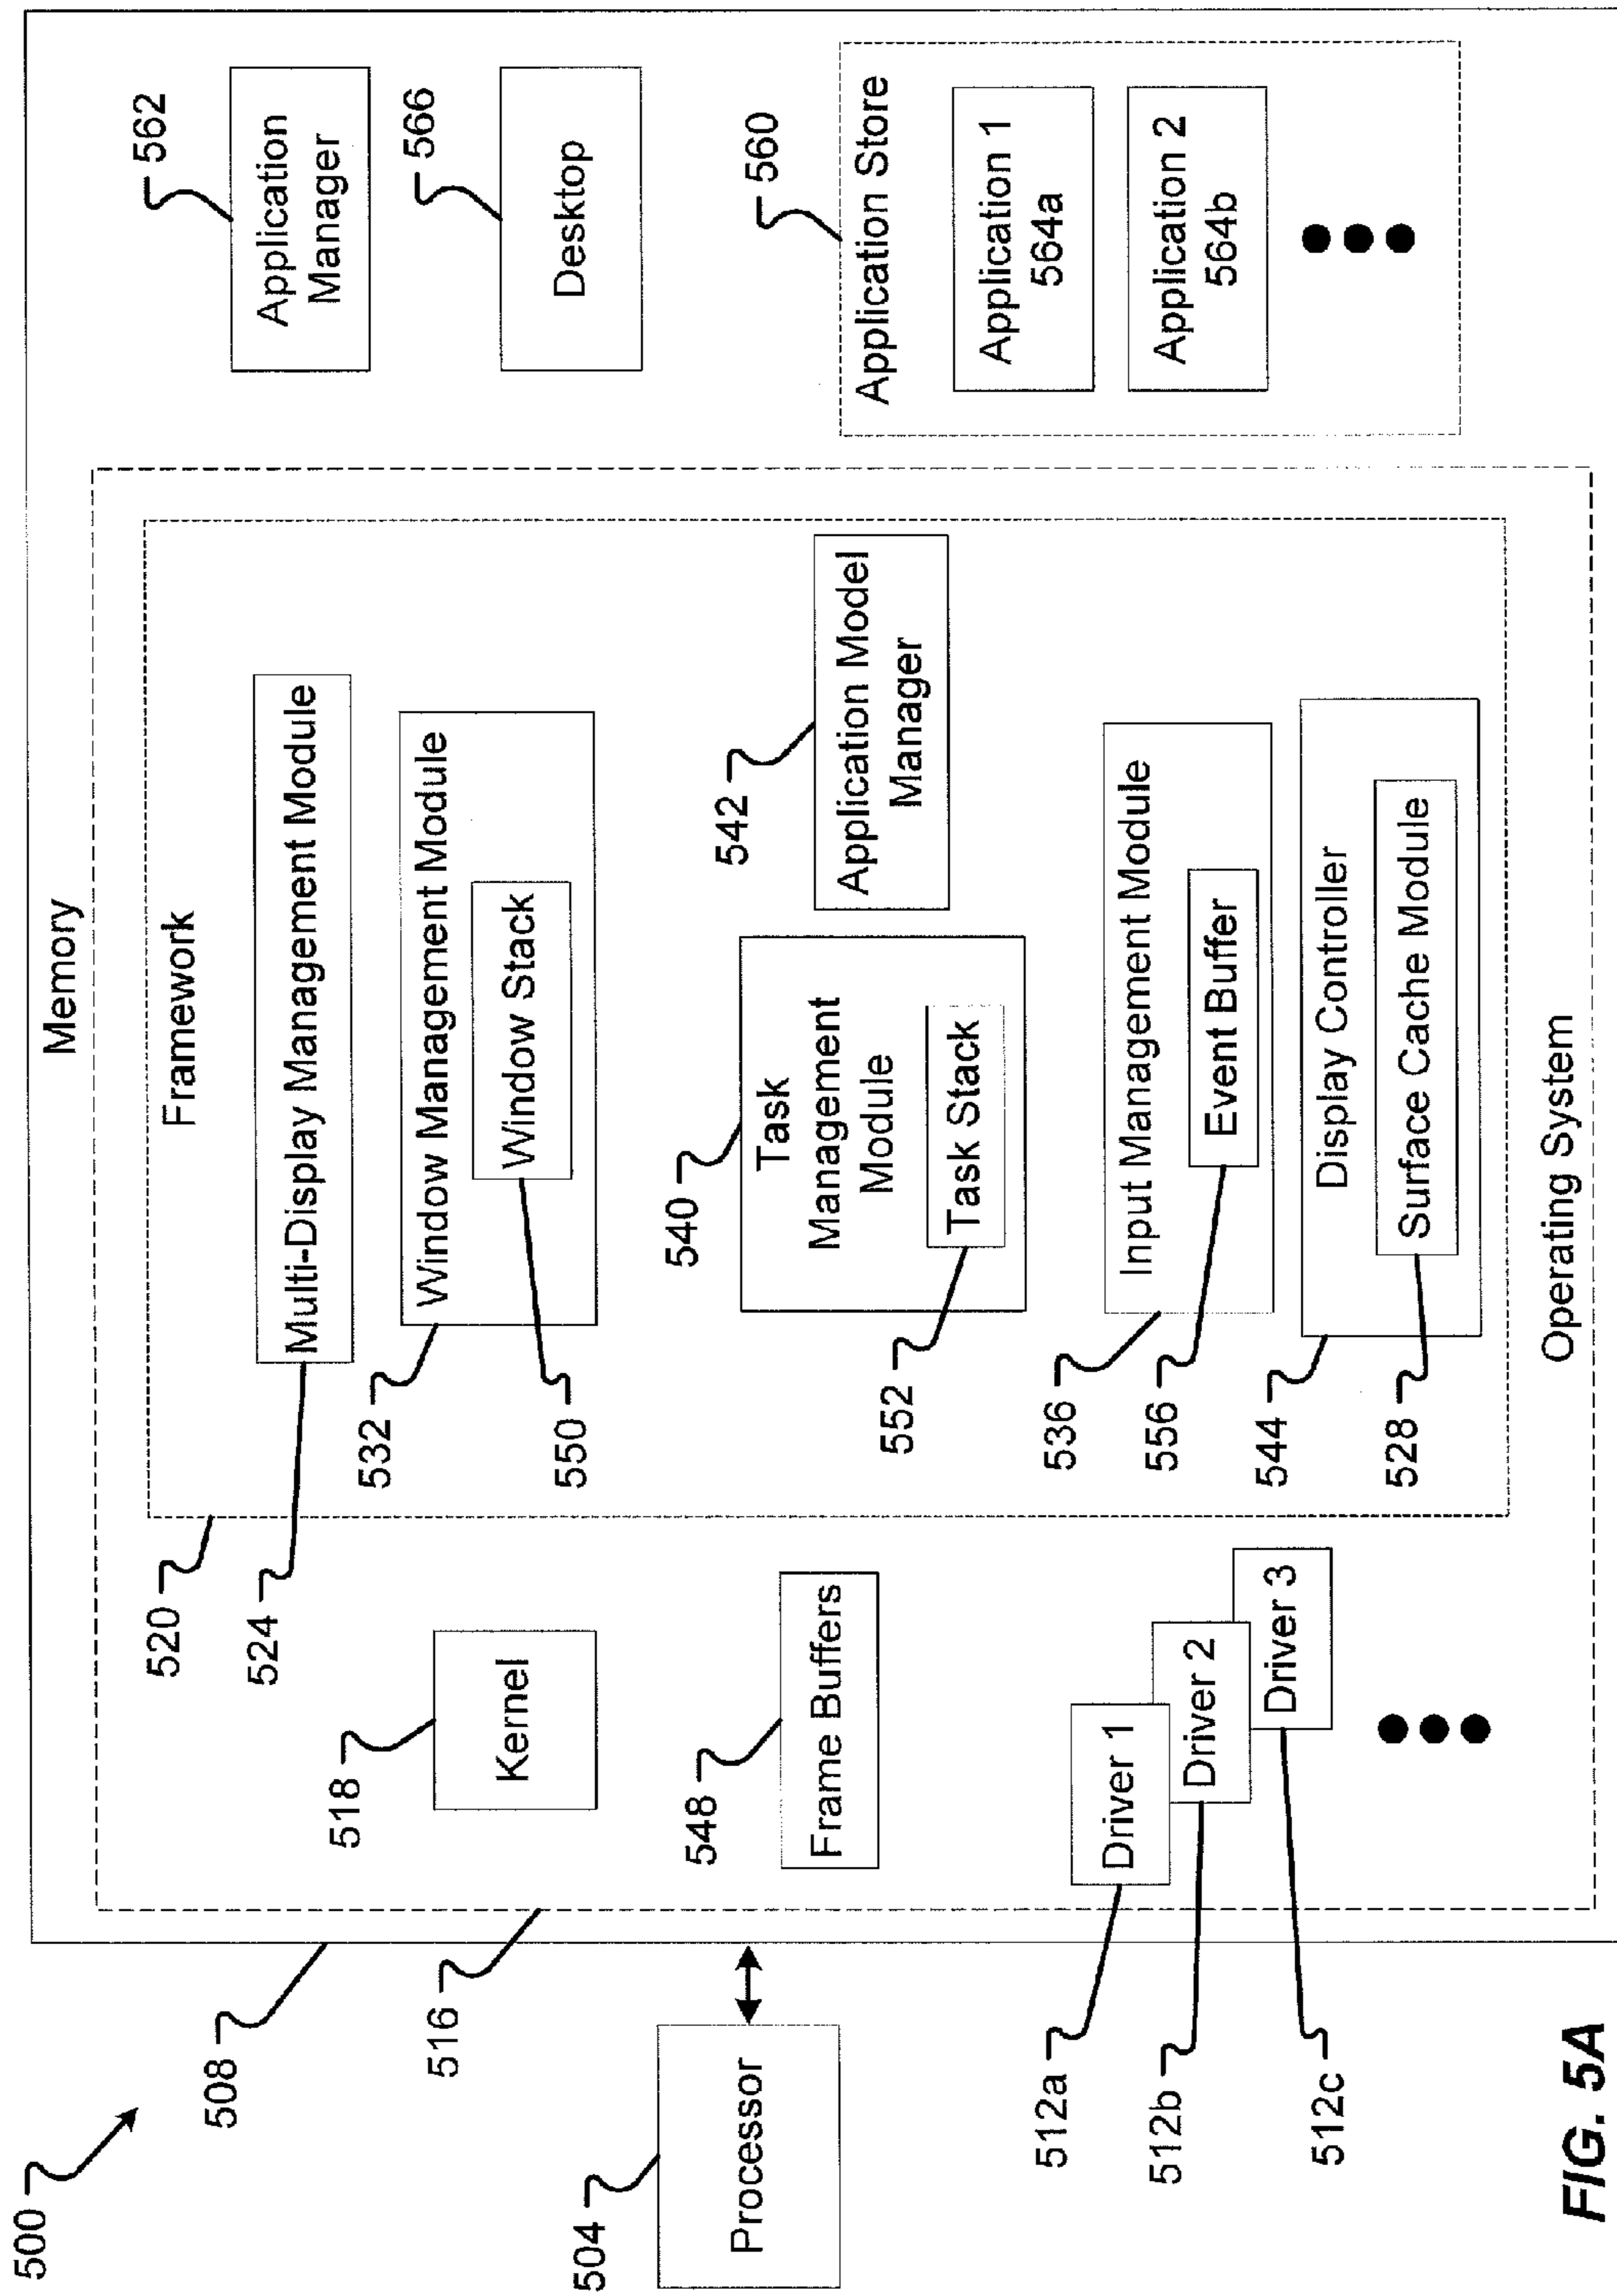 500
508
Memory
516
Framework
520
524
Multi-Display Management Module
562
Application
Manager
518
Kernel
532
Window Management Module
Window Stack
550
566
Desktop
504
Processor
548
Frame Buffers
540
Task
Management
Module
Task Stack
552
542
Application Model
Manager
560
Application Store
Application 1
564a
Application 2
564b
512a
Driver 1
512b
Driver 2
512c
Driver 3
536
Input Management Module
556
Event Buffer
544
Display Controller
528
Surface Cache Module
Operating System
FIG. 5A